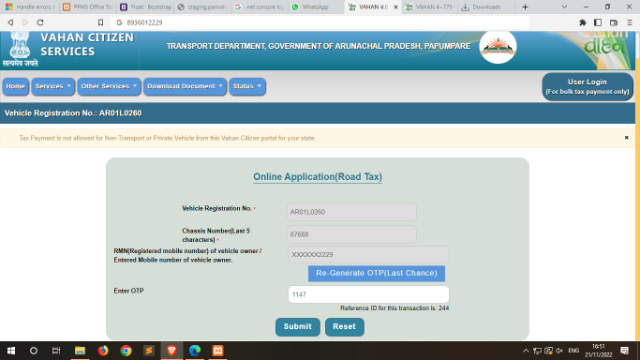 Handle errors i
PFMS Office To
Float · Bootstrap
staging.parivah
.net console log
WhatsApp
VAHAN 4.0
VAHAN 4 - 175
Downloads
8936012229
VAHAN CITIZEN
SERVICES
सत्यमेव जयते
TRANSPORT DEPARTMENT, GOVERNMENT OF ARUNACHAL PRADESH, PAPUMPARE
वाहन
Home
Services
Other Services
Download Document
Status
User Login
(For bulk tax payment only)
Vehicle Registration No.: AR01L0260
Tax Payment is not allowed for Non-Transport or Private Vehicle from this Vahan Citizen portal for your state.
Online Application(Road Tax)
Vehicle Registration No. *
AR01L0260
Chassis Number(Last 5
characters) *
67688
RMN(Registered mobile number) of vehicle owner /
Entered Mobile number of vehicle owner.
XXXXXX2229
Re-Generate OTP(Last Chance)
Enter OTP
1147
Reference ID for this transaction is: 244
Submit
Reset
ENG
16:51
21/11/2022